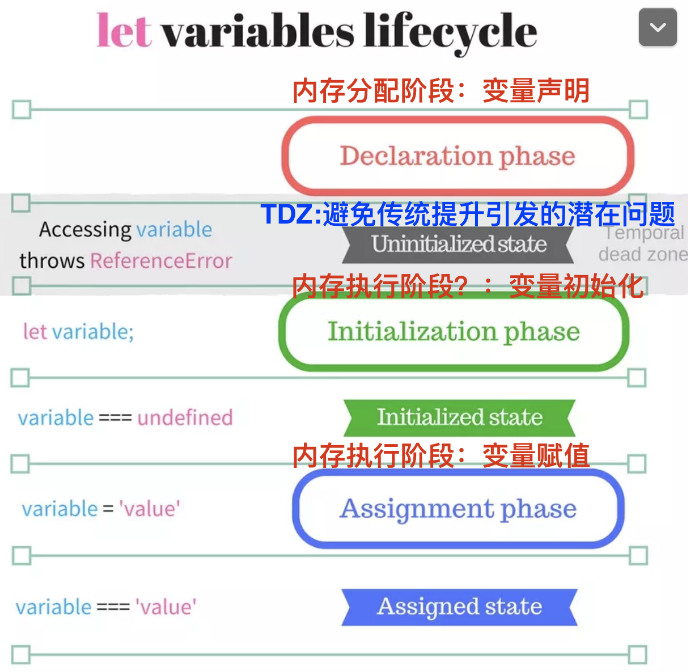 let variables lifecycle
内存分配阶段：变量声明
Declaration phase
TDZ:避免传统提升引发的潜在问题
Accessing variable
throws ReferenceError
Uninitialized state
Temporal
dead zone
内存执行阶段？：变量初始化
let variable;
Initialization phase
variable === undefined
Initialized state
内存执行阶段：变量赋值
variable = 'value'
Assignment phase
variable === 'value'
Assigned state